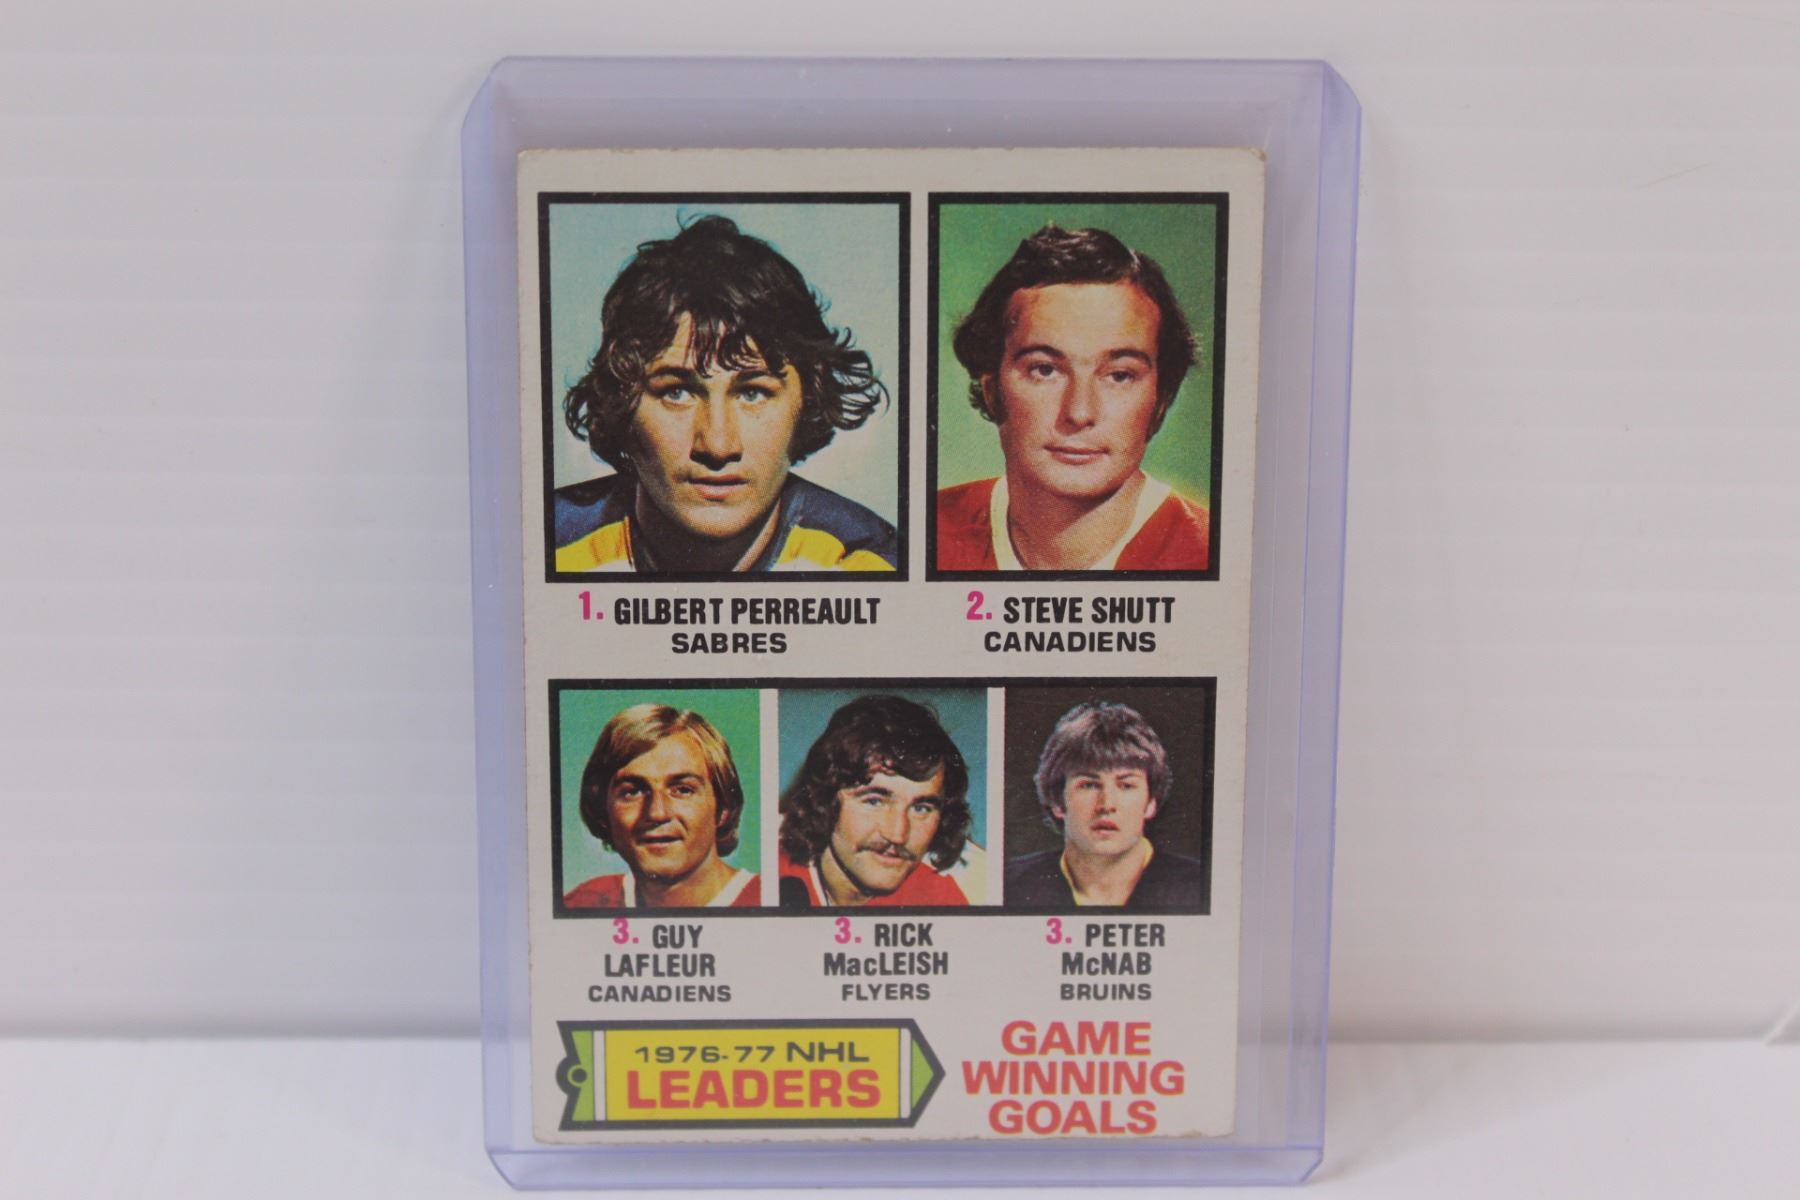 1. GILBERT PERREAULT
SABRES
2. STEVE SHUTT
CANADIENS
3. GUY
LAFLEUR
CANADIENS
3. RICK
MacLEISH
FLYERS
3. PETER
McNAB
BRUINS
1976-77 NHL
LEADERS
GAME
WINNING
GOALS